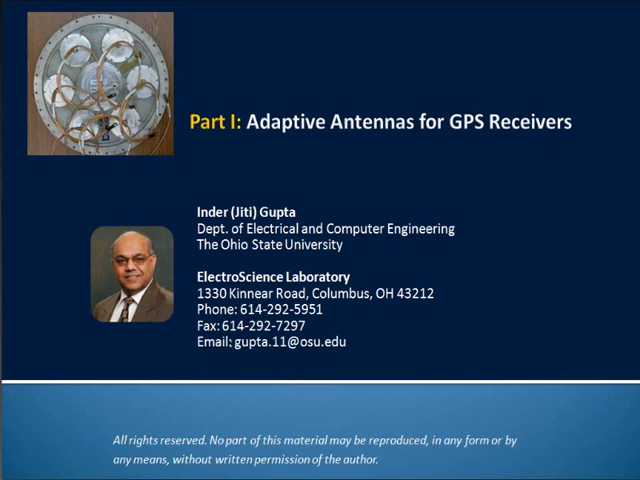 Part I: Adaptive Antennas for GPS Receivers
Inder (Jiti) Gupta
Dept. of Electrical and Computer Engineering
The Ohio State University
ElectroScience Laboratory
1330 Kinnear Road, Columbus, OH 43212
Phone: 614-292-5951
Fax: 614-292-7297
Email: gupta.11@osu.edu
All rights reserved. No part of this material may be reproduced, in any form or by
any means, without written permission of the author.